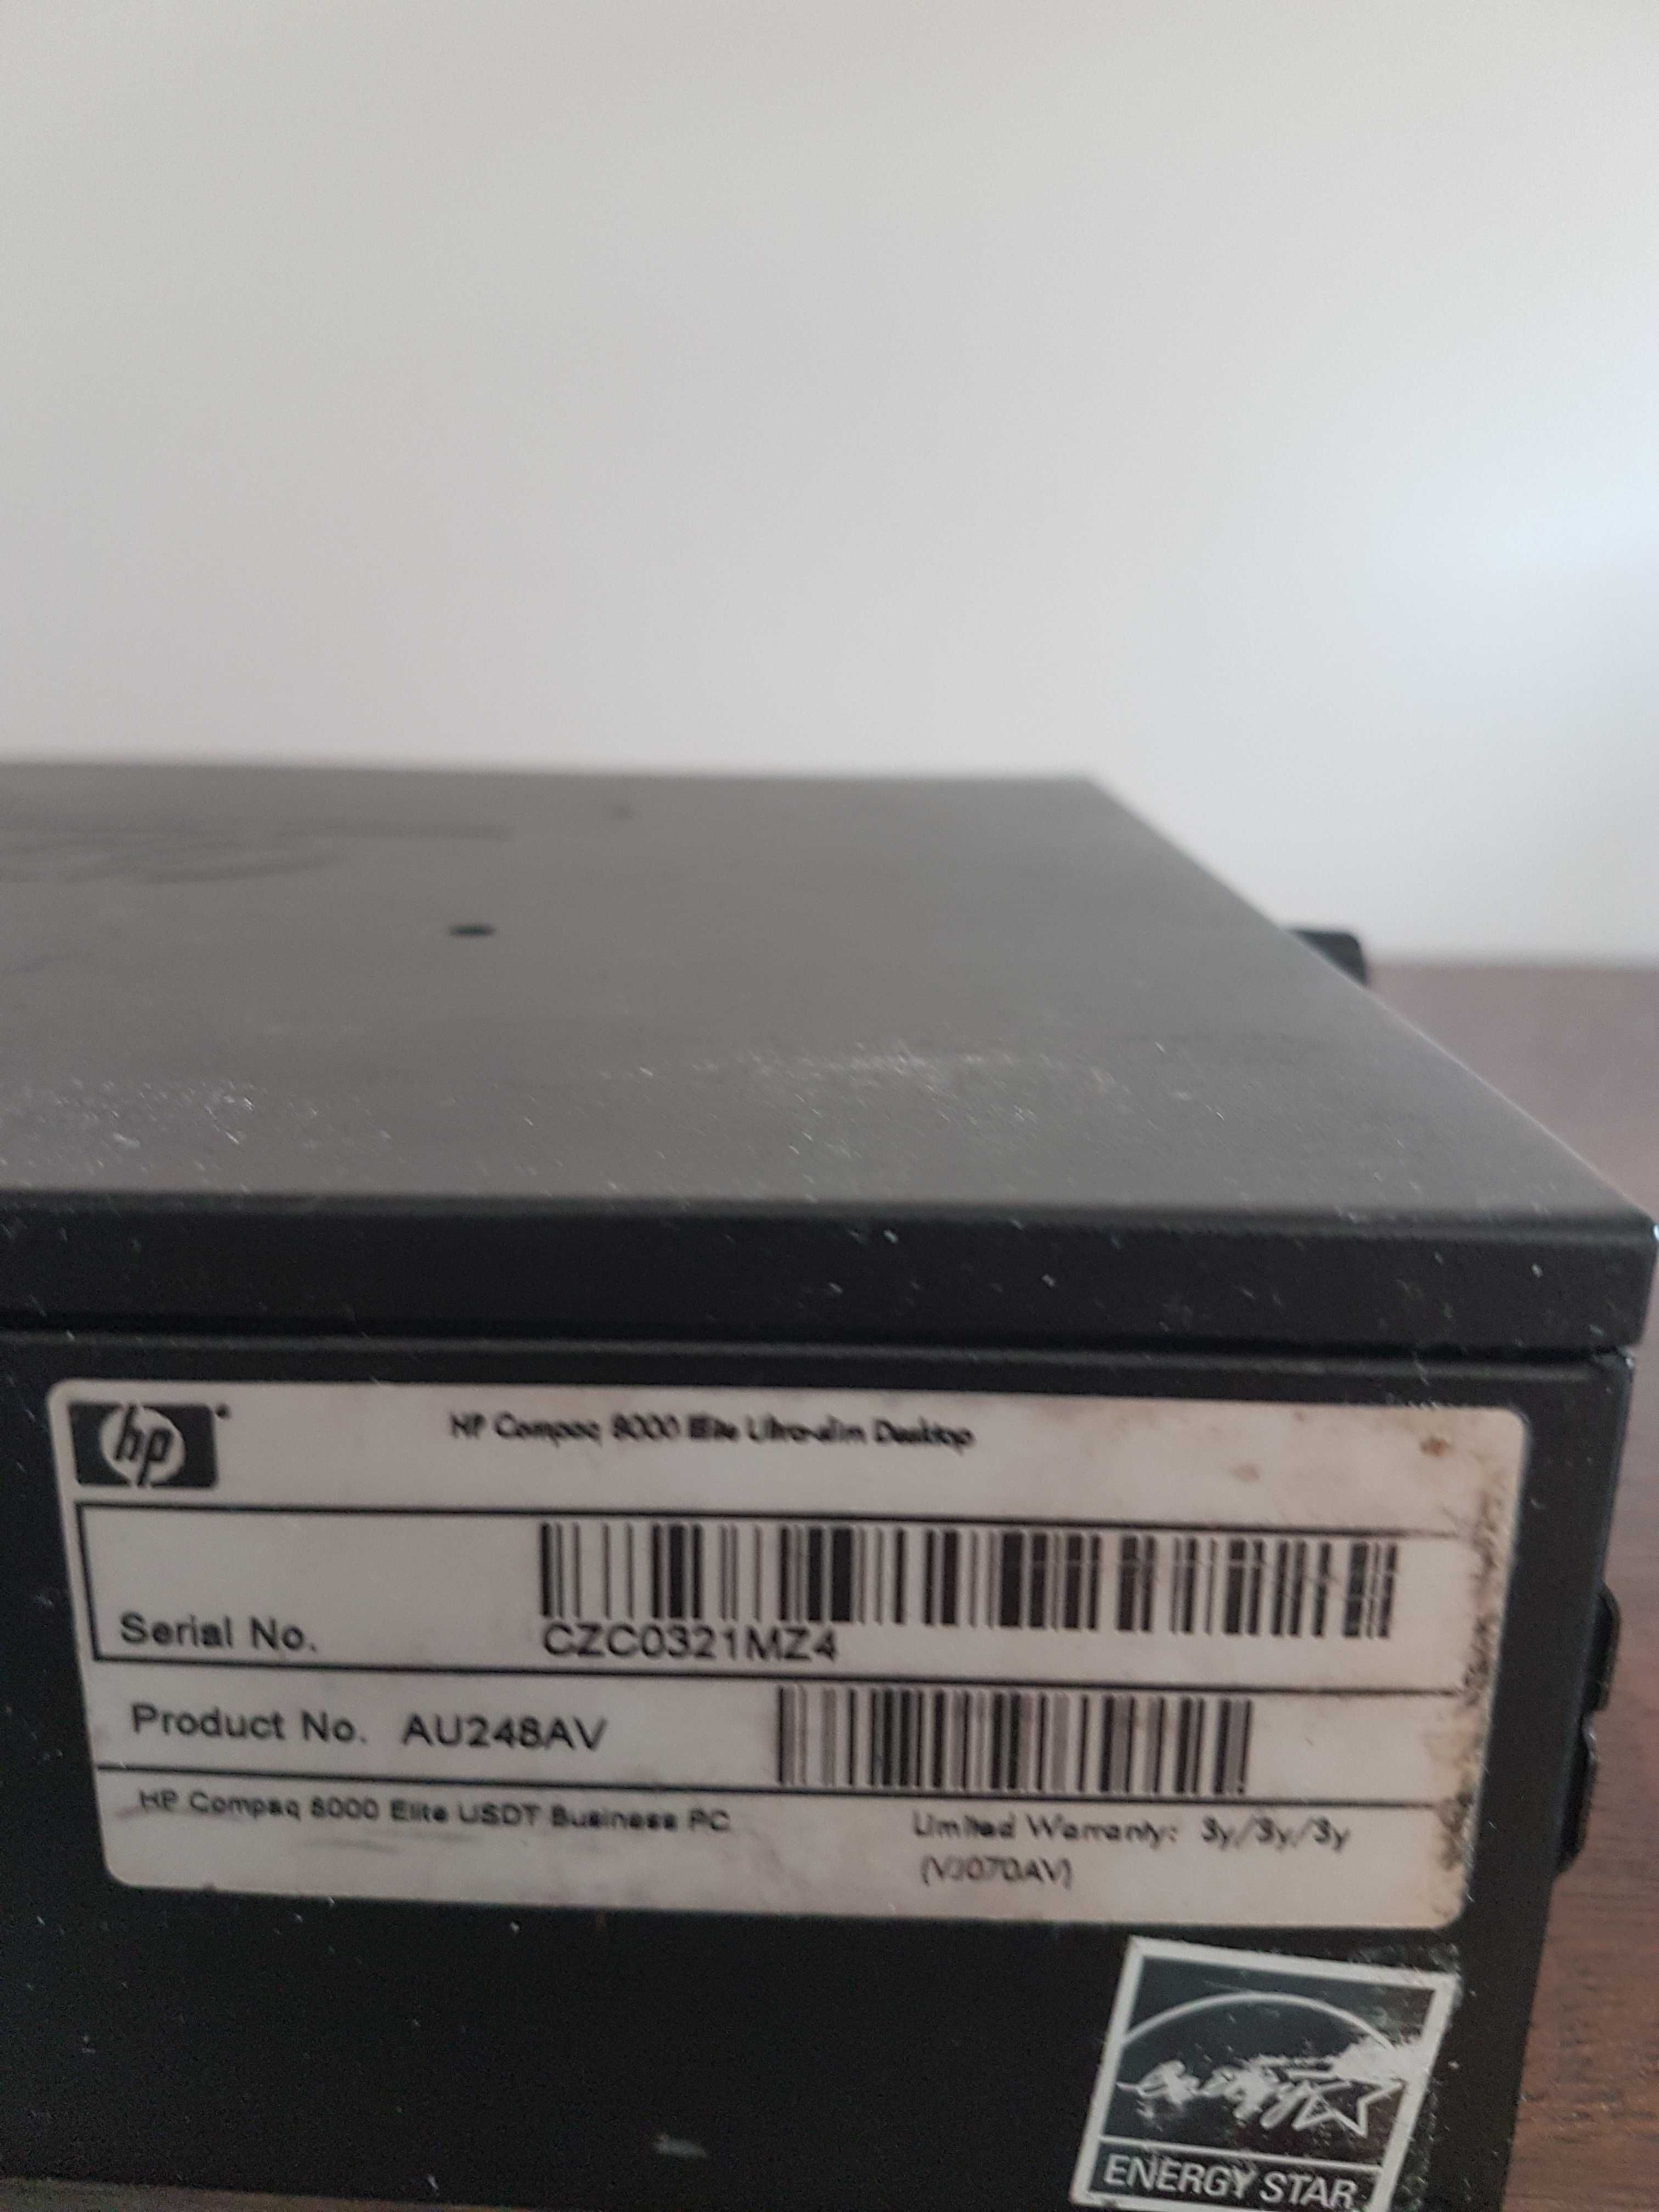 hp
HP Compaq 8000 Elite Ultra-slim Desktop
Serial No.
CZC0321MZ4
Product No. AU248AV
HP Compaq 8000 Elite USDT Business PC
Limited Warranty: 3y/3y/3y
(VJ070AV)
energy
ENERGY STAR